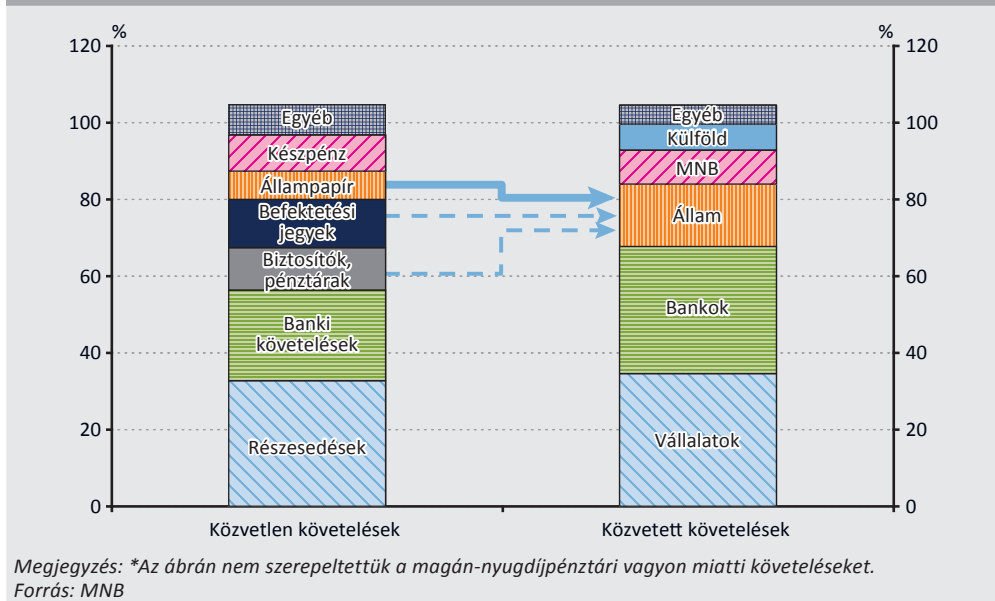 % %
120 120
100 100
80 80
60 60
40 40
20 20
0 0
Egyéb
Készpénz
Állampapír
Befektetési
jegyek
Biztosítók,
pénztárak
Banki
követelések
Részesedések
Egyéb
Külföld
MNB
Állam
Bankok
Vállalatok
Közvetlen követelések Közvetett követelések
Megjegyzés: *Az ábrán nem szerepeltettük a magán-nyugdíjpénztári vagyon miatti követeléseket.
Forrás: MNB